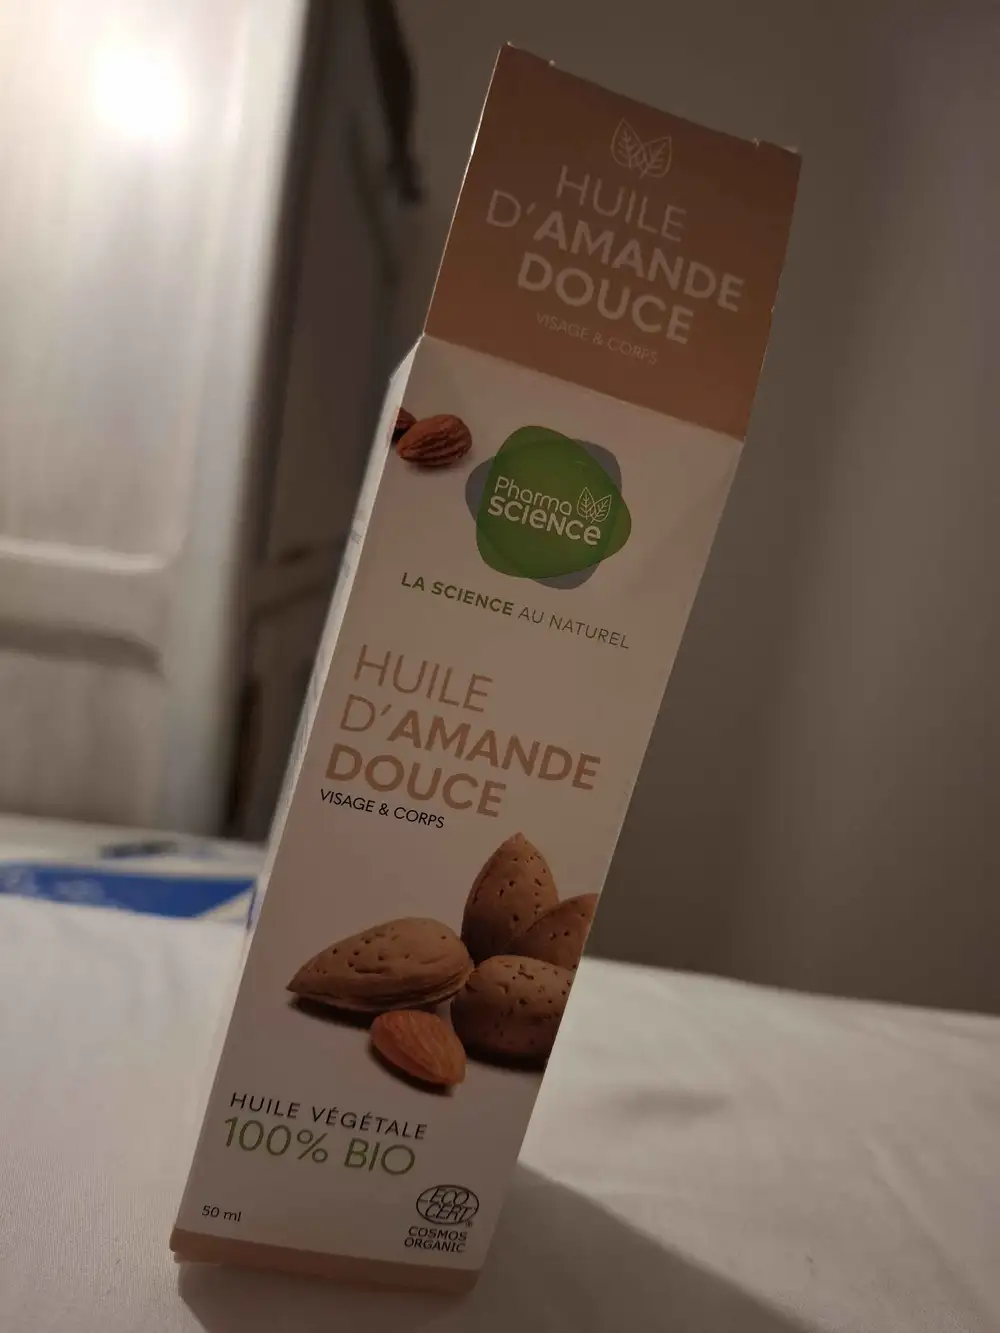 HUILE
D'AMANDE
DOUCE
VISAGE & CORPS
Pharma
SCIENCE
LA SCIENCE AU NATUREL
HUILE
D'AMANDE
DOUCE
VISAGE & CORPS
HUILE VÉGÉTALE
100% BIO
50 ml
ECO
CERT®
COSMOS
ORGANIC